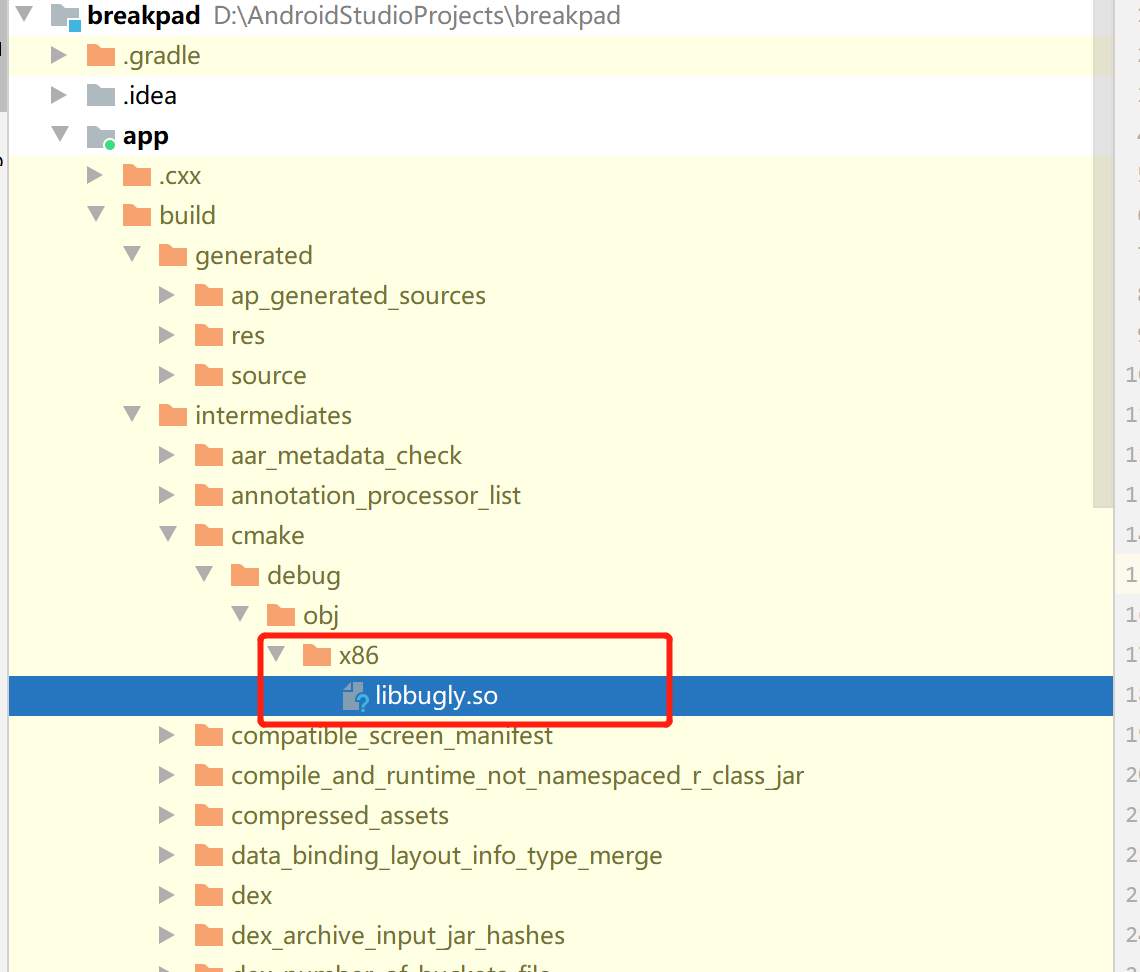 breakpad D:\AndroidStudioProjects\breakpad
.gradle
.idea
app
.cxx
build
generated
ap_generated_sources
res
source
intermediates
aar_metadata_check
annotation_processor_list
cmake
debug
obj
x86
libbugly.so
compatible_screen_manifest
compile_and_runtime_not_namespaced_r_class_jar
compressed_assets
data_binding_layout_info_type_merge
dex
dex_archive_input_jar_hashes
dex_number_of_buckets_file